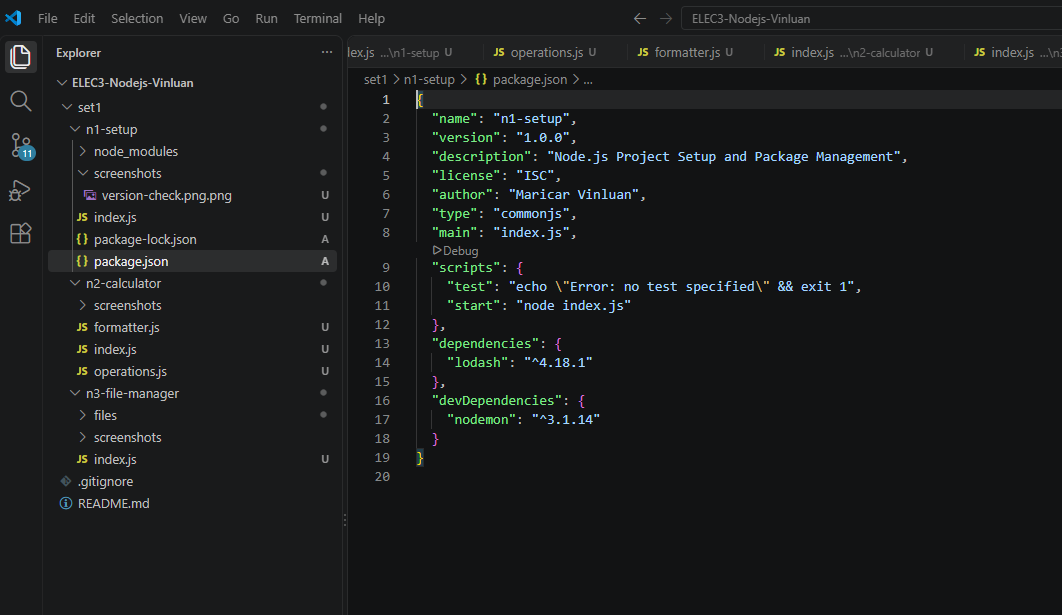 File Edit Selection View Go Run Terminal Help
ELEC3-Nodejs-Vinluan
Explorer
ELEC3-Nodejs-Vinluan
set1
n1-setup
node_modules
screenshots
version-check.png.png U
JS index.js U
{} package-lock.json A
{} package.json A
n2-calculator
screenshots
JS formatter.js U
JS index.js U
JS operations.js U
n3-file-manager
files
screenshots
JS index.js U
.gitignore
README.md
11
lex.js ...\n1-setup U JS operations.js U JS formatter.js U JS index.js ...\n2-calculator U JS index.js ...\n3
set1 > n1-setup > {} package.json > ...
1 {
2 "name": "n1-setup",
3 "version": "1.0.0",
4 "description": "Node.js Project Setup and Package Management",
5 "license": "ISC",
6 "author": "Maricar Vinluan",
7 "type": "commonjs",
8 "main": "index.js",
Debug
9 "scripts": {
10 "test": "echo \"Error: no test specified\" && exit 1",
11 "start": "node index.js"
12 },
13 "dependencies": {
14 "lodash": "^4.18.1"
15 },
16 "devDependencies": {
17 "nodemon": "^3.1.14"
18 }
19 }
20